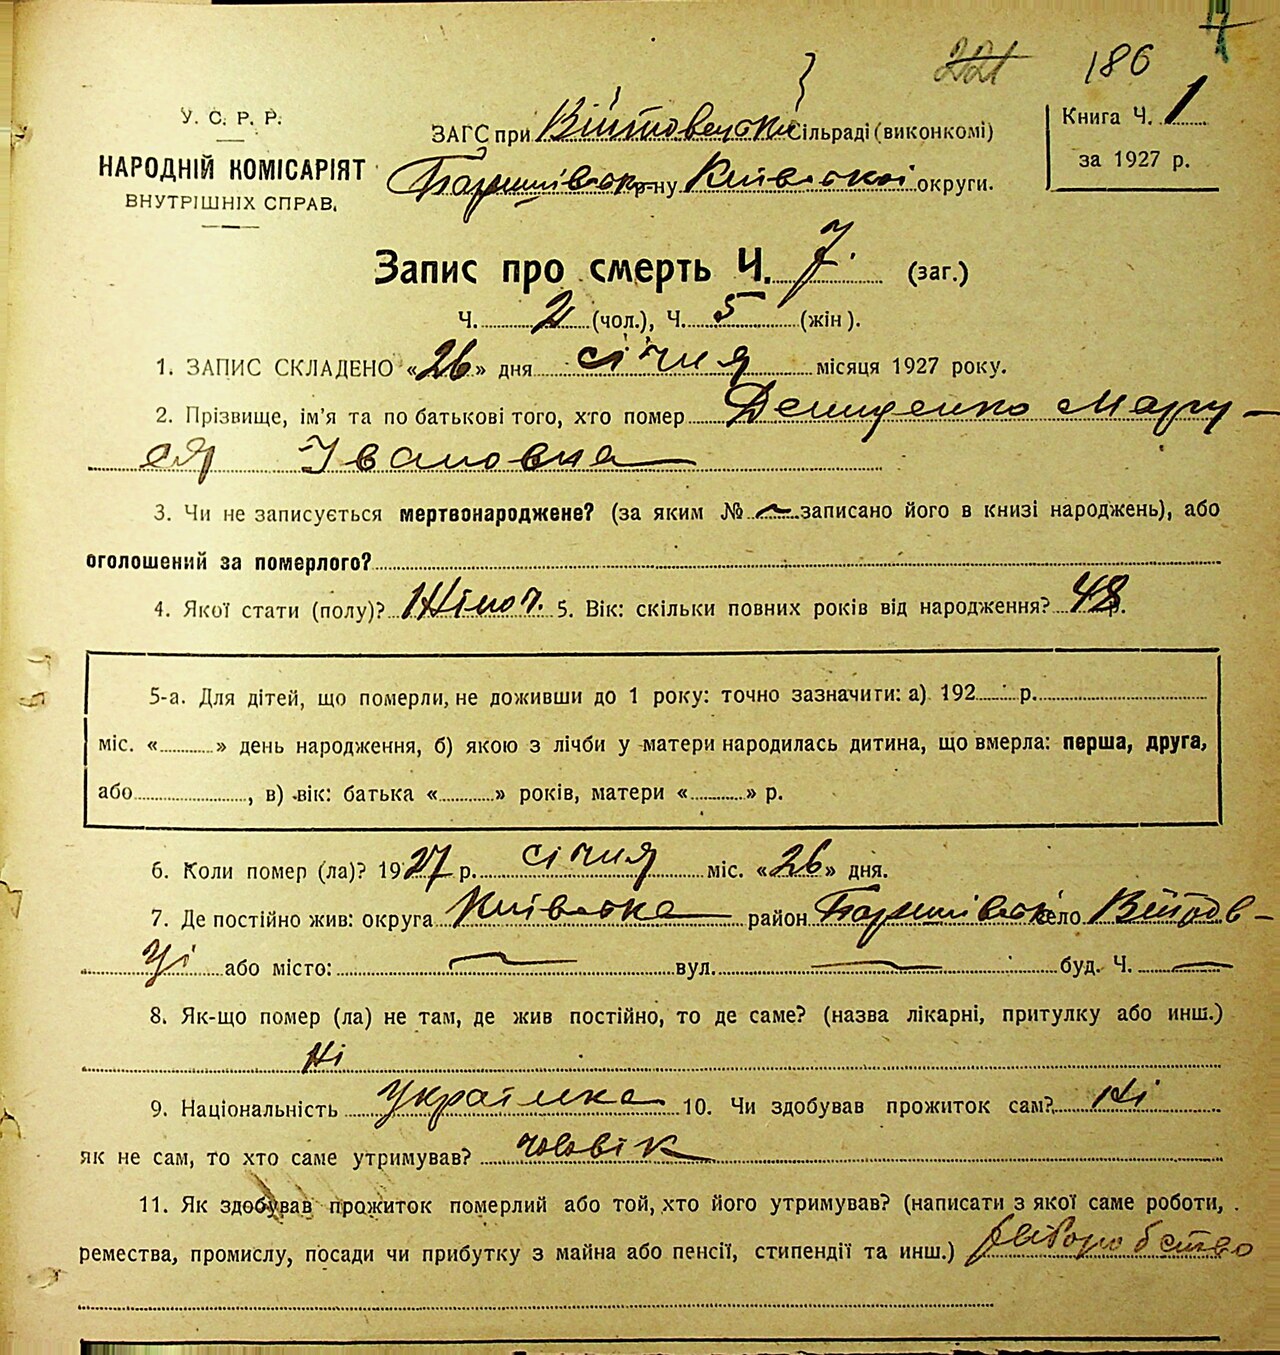 221 186
У. С. Р. Р.
НАРОДНІЙ КОМІСАРІЯТ
ВНУТРІШНІХ СПРАВ.
ЗАГС при Війтовецькій Сільраді (виконкомі)
Баришівськ р-ну Київської округи.
Книга Ч. 1
за 1927 р.
Запис про смерть Ч. 7. (заг.)
Ч. 2 (чол.), Ч. 5 (жін).
1. ЗАПИС СКЛАДЕНО «26» дня січня місяця 1927 року.
2. Прізвище, ім'я та по батькові того, хто помер Демиденко Мару-
ся Івановна
3. Чи не записується мертвонароджене? (за яким № записано його в книзі народжень), або
оголошений за померлого?
4. Якої стати (полу)? Жіноч. 5. Вік: скільки повних років від народження? 48 р.
5-а. Для дітей, що померли, не доживши до 1 року: точно зазначити: а) 192 р.
міс. « » день народження, б) якою з лічби у матери народилась дитина, що вмерла: перша, друга,
або , в) вік: батька « » років, матери « » р.
6. Коли помер (ла)? 1927 р. січня міс. «26» дня.
7. Де постійно жив: округа Київська район Баришівськ село Війтов-
ці або місто: вул. буд. Ч.
8. Як-що помер (ла) не там, де жив постійно, то де саме? (назва лікарні, притулку або инш.)
Ні
9. Національність Українка 10. Чи здобував прожиток сам? Ні
як не сам, то хто саме утримував? чоловік
11. Як здобував прожиток померлий або той, хто його утримував? (написати з якої саме роботи,
ремества, промислу, посади чи прибутку з майна або пенсії, стипендії та инш.) хліборобство